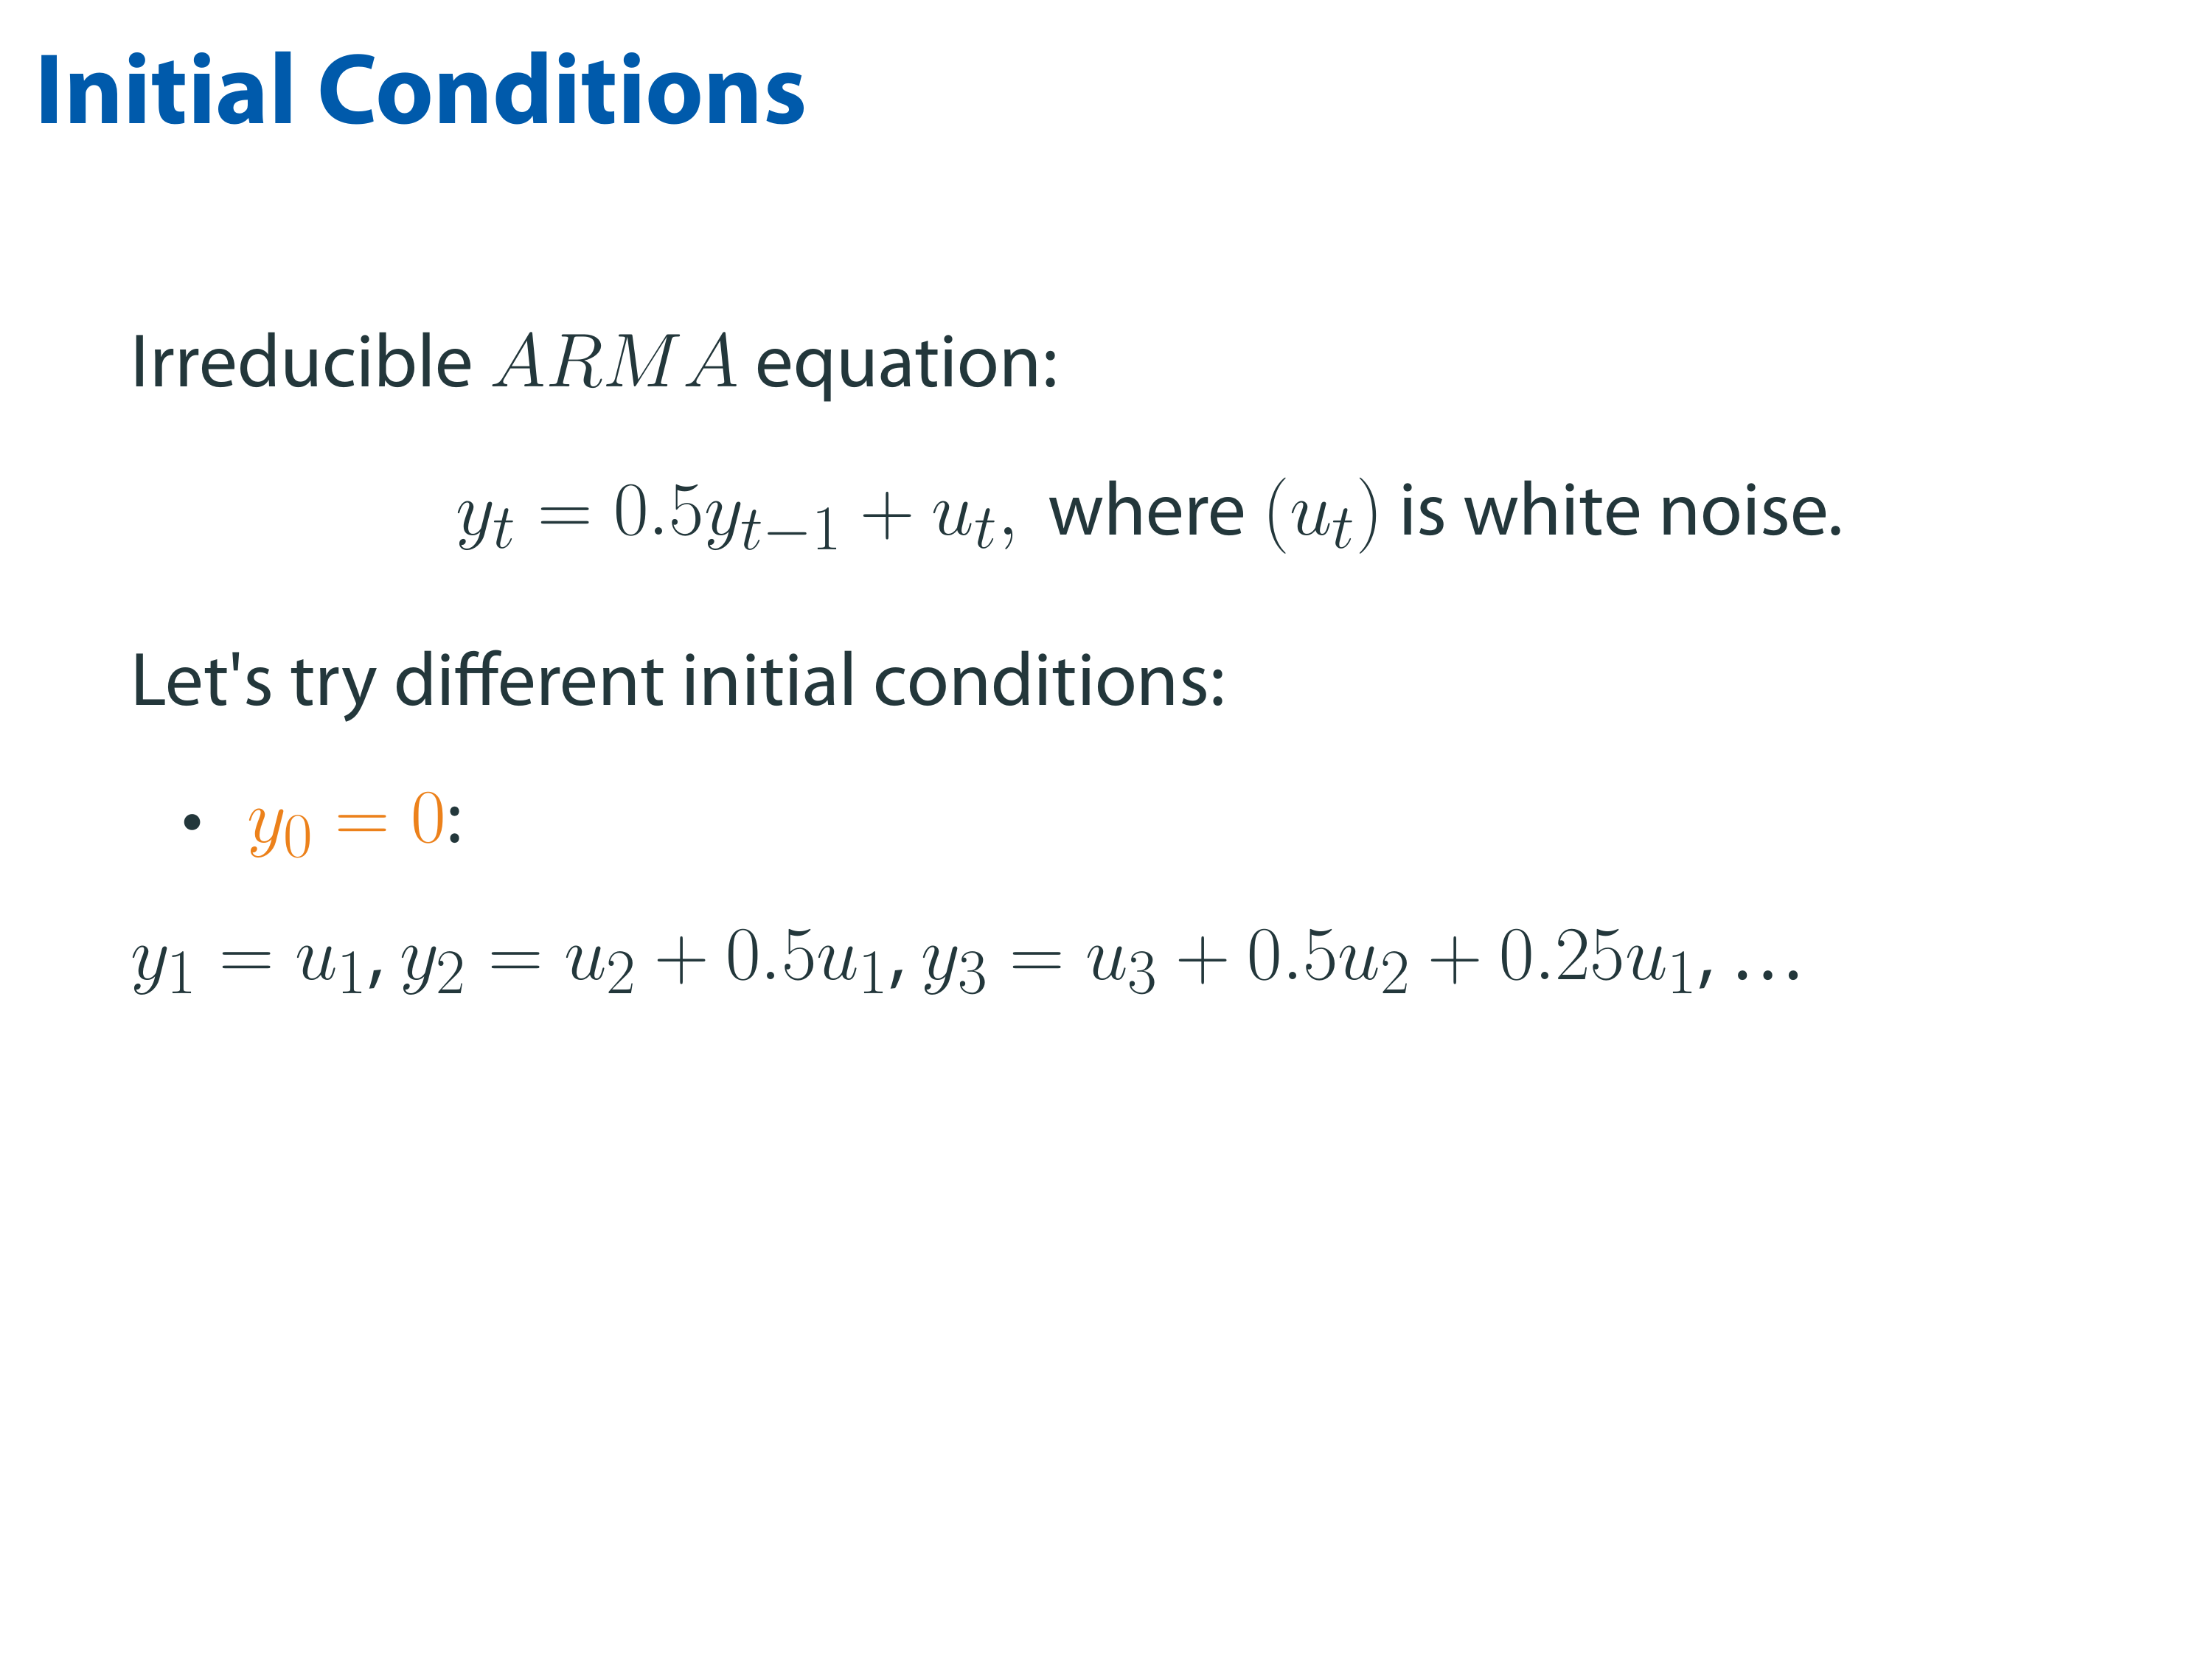 Initial Conditions
Irreducible $ARMA$ equation:
$y_t = 0.5y_{t-1} + u_t,$ where $(u_t)$ is white noise.
Let's try different initial conditions:
• $y_0 = 0$:
$y_1 = u_1, y_2 = u_2 + 0.5u_1, y_3 = u_3 + 0.5u_2 + 0.25u_1, \ldots$